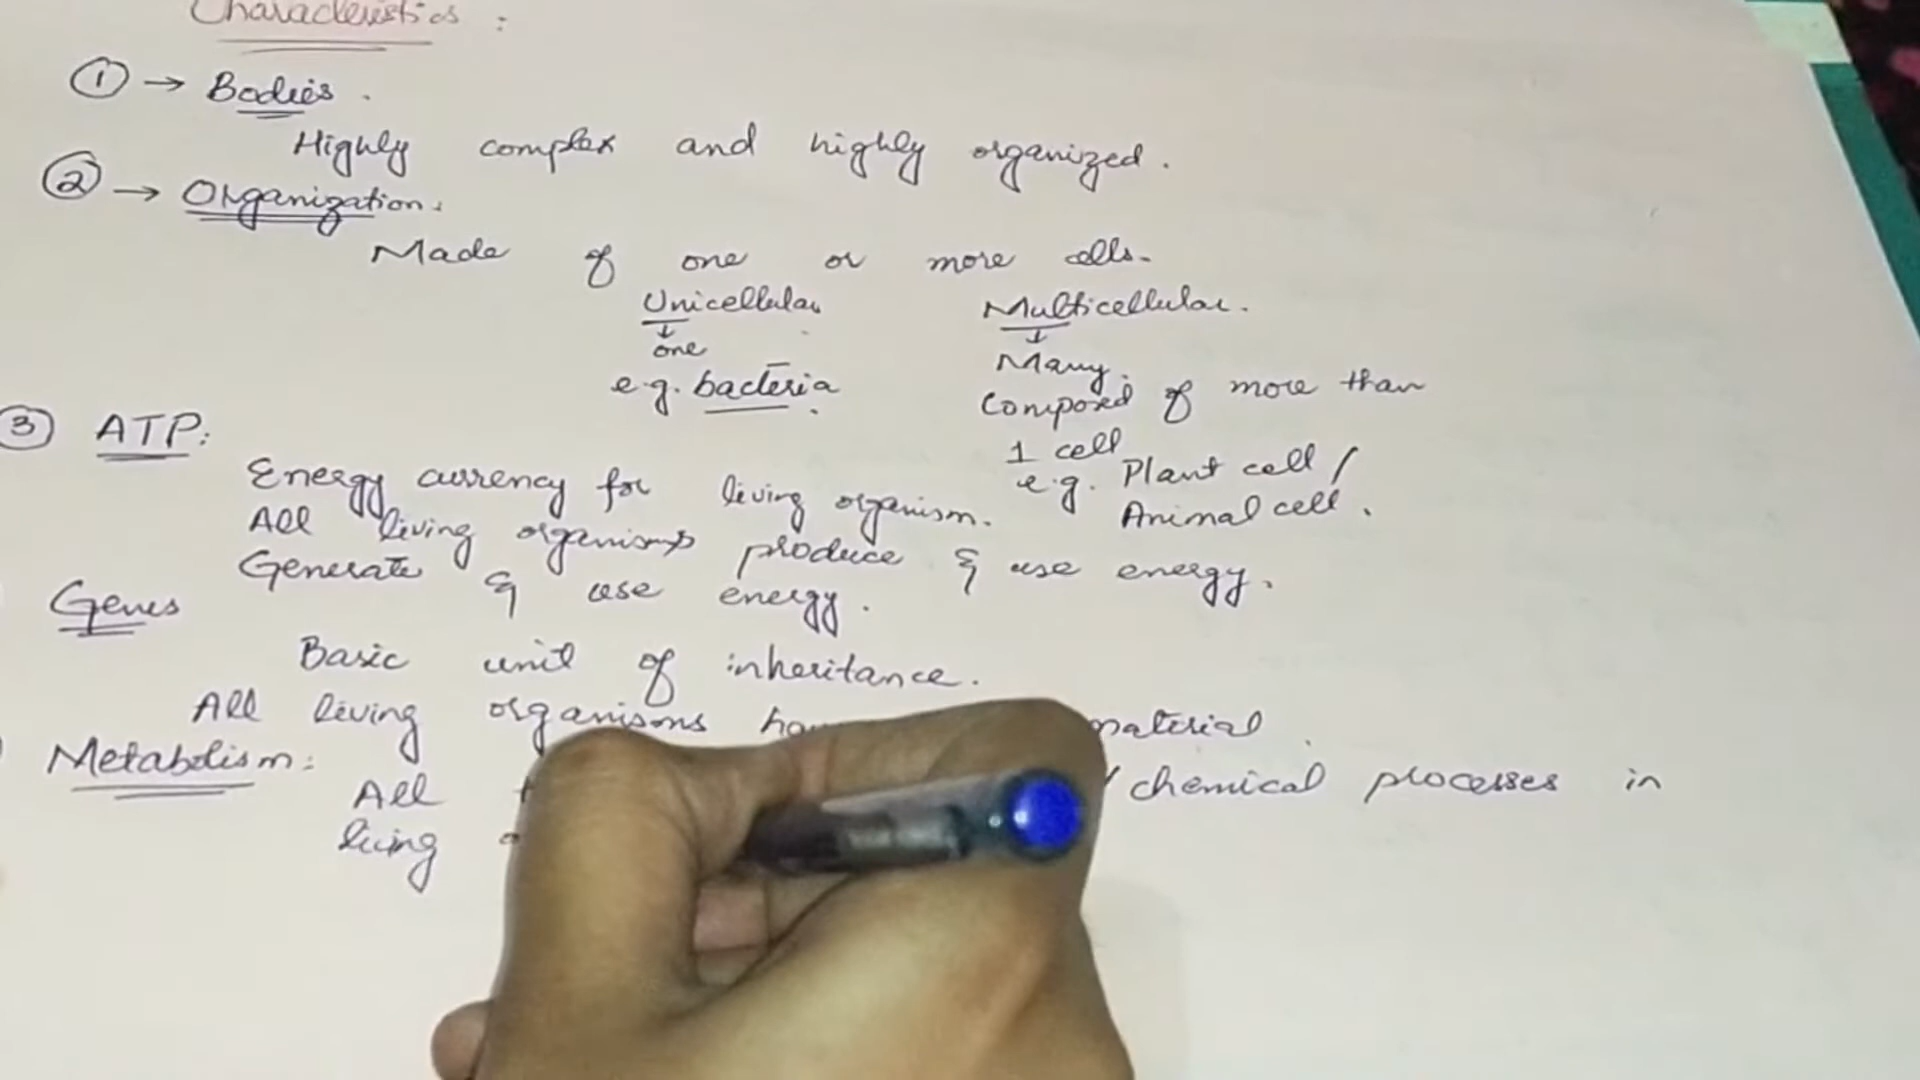 Characteristics :
① → Bodies .
Highly complex and highly organized .
② → Organization :
Made of one or more cells .
Unicellular Multicellular .
↓ ↓
one Many .
e.g. bacteria . Composed of more than
1 cell
③ ATP :
e.g. Plant cell /
Animal cell .
Energy currency for living organism .
All living organisms produce & use energy .
Generate & use energy .
Genes
Basic unit of inheritance .
All living organisms material .
Metabolism :
All / chemical processes in
living